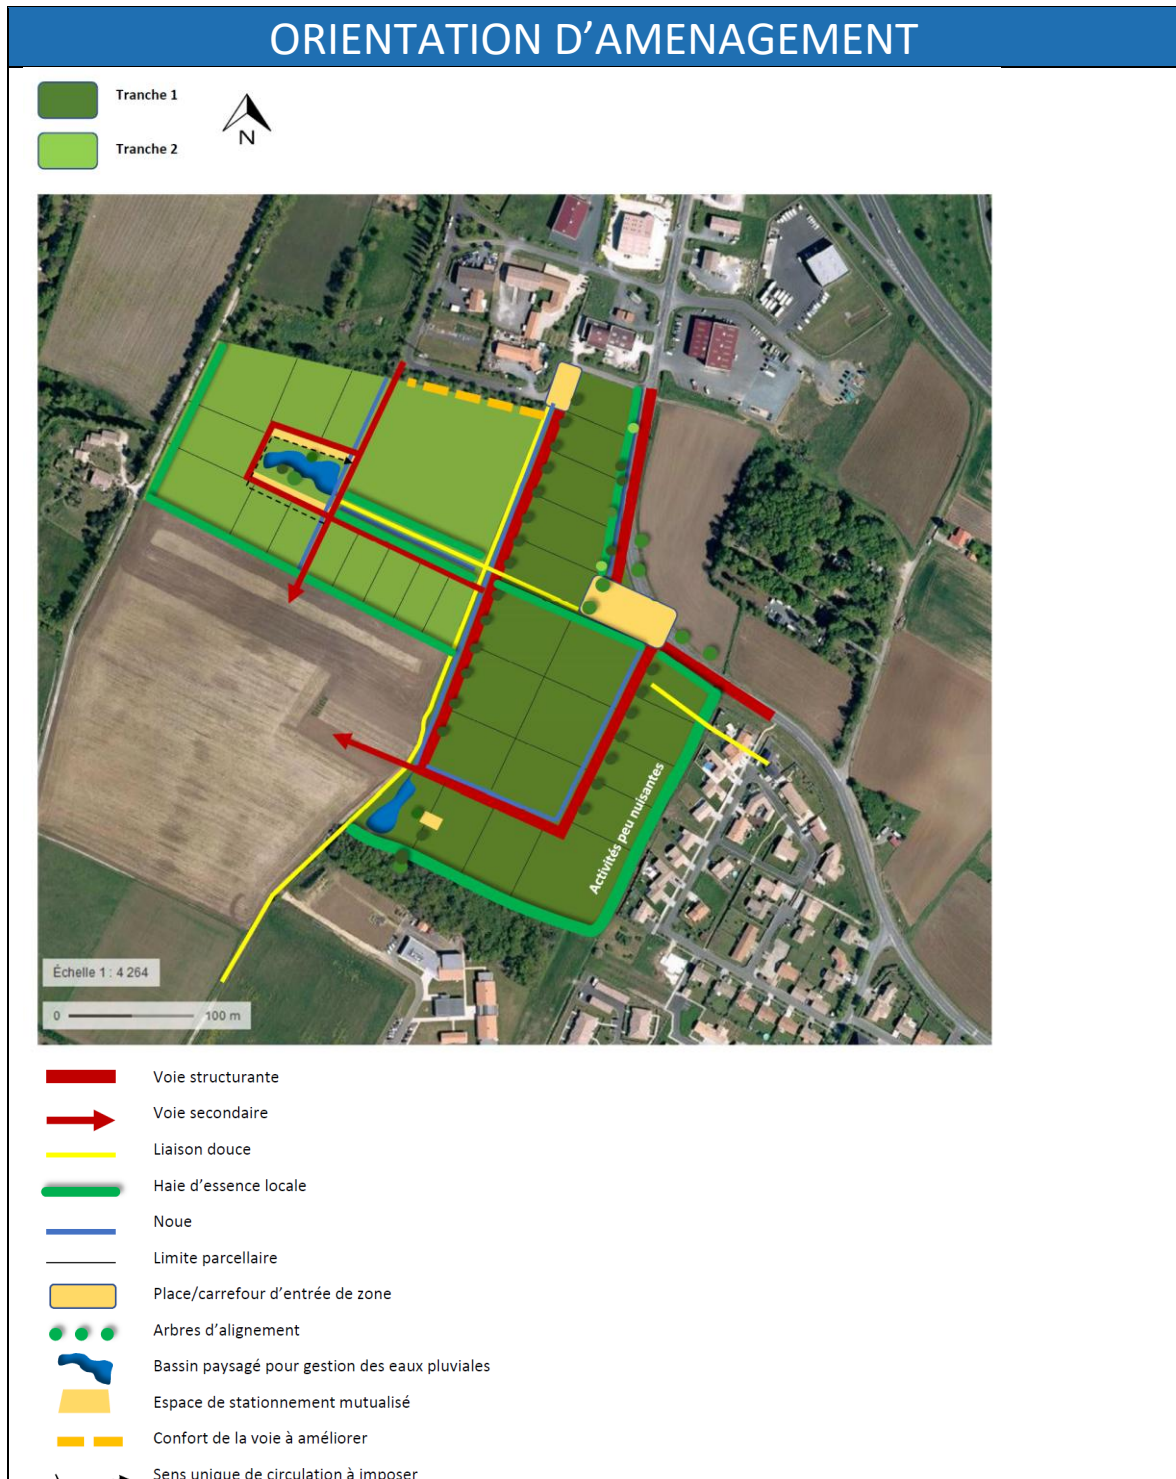 ORIENTATION D’AMENAGEMENT
Tranche 1
N
Tranche 2
Activités peu nuisantes
Échelle 1 : 4 264
0 100 m
Voie structurante
Voie secondaire
Liaison douce
Haie d’essence locale
Noue
Limite parcellaire
Place/carrefour d’entrée de zone
Arbres d’alignement
Bassin paysagé pour gestion des eaux pluviales
Espace de stationnement mutualisé
Confort de la voie à améliorer
Sens unique de circulation à imposer